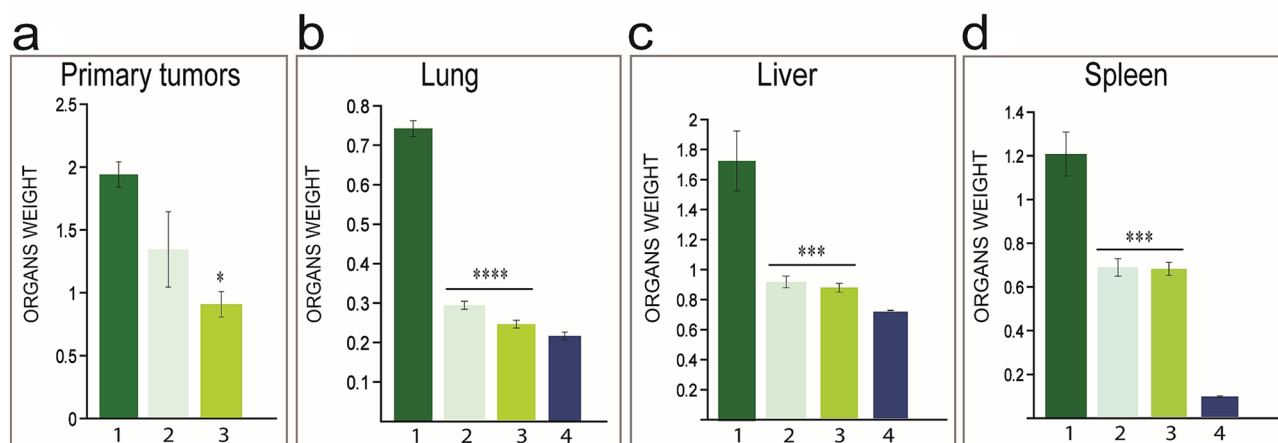 a
Primary tumors
ORGANS WEIGHT
2.5
2
1.5
1
0.5
0
*
1 2 3
b
Lung
ORGANS WEIGHT
0.8
0.7
0.6
0.5
0.4
0.3
0.2
0.1
****
1 2 3 4
c
Liver
ORGANS WEIGHT
2
1.8
1.6
1.4
1.2
1
0.8
0.6
0.4
0.2
***
1 2 3 4
d
Spleen
ORGANS WEIGHT
1.4
1.2
1
0.8
0.6
0.4
0.2
***
1 2 3 4